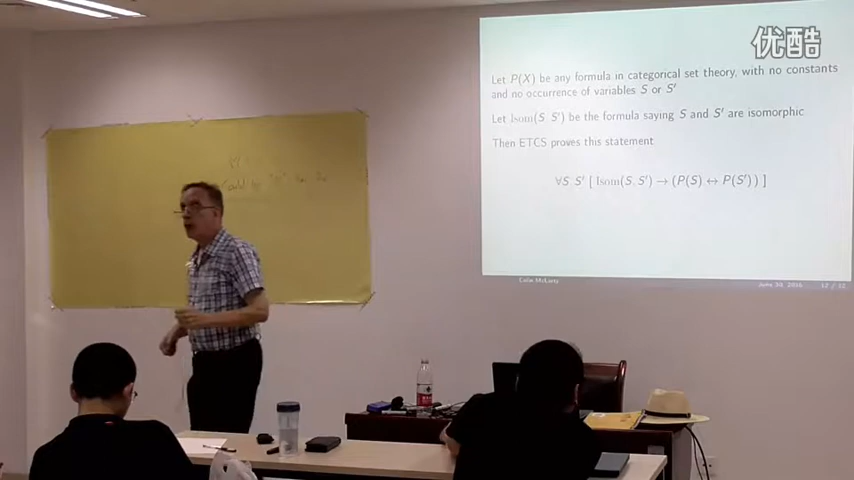 优酷
Let P(X) be any formula in categorical set theory, with no constants
and no occurrence of variables S or S′
Let Isom(S S′) be the formula saying S and S′ are isomorphic
Then ETCS proves this statement
∀S S′ [ Isom(S, S′) → (P(S) ↔ P(S′)) ]
Colin McLarty
June 30, 2016
12 / 12